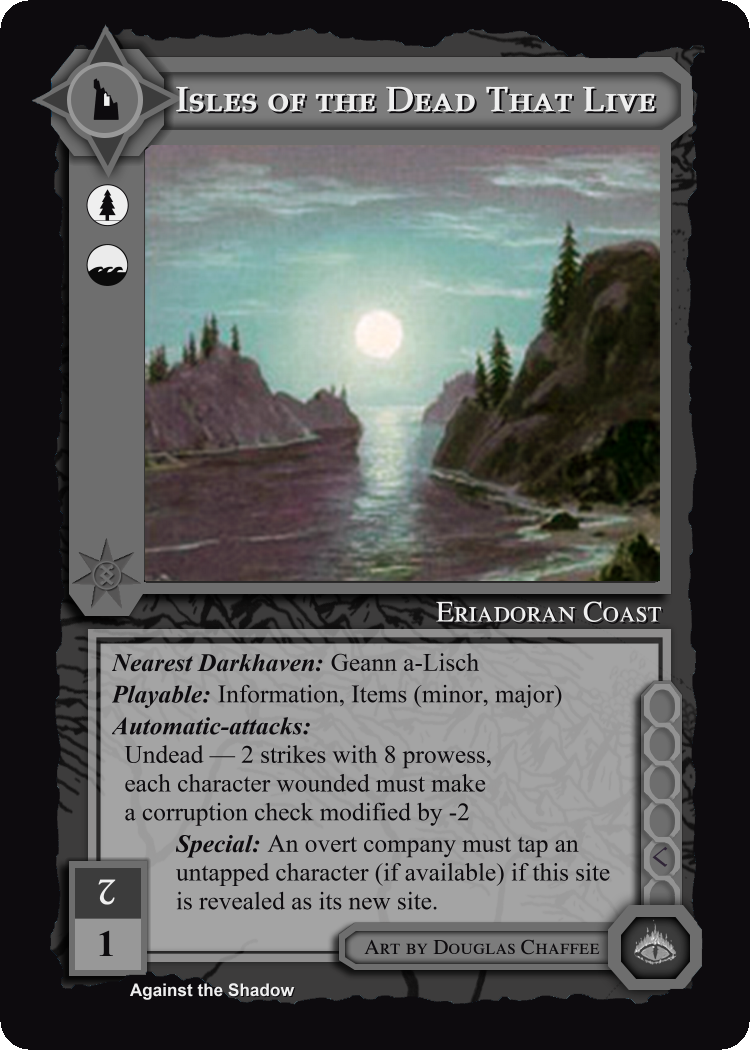 Isles of the Dead That Live
Eriadoran Coast
Nearest Darkhaven: Geann a-Lisch
Playable: Information, Items (minor, major)
Automatic-attacks:
Undead — 2 strikes with 8 prowess,
each character wounded must make
a corruption check modified by -2
Special: An overt company must tap an
untapped character (if available) if this site
is revealed as its new site.
2
1
Art by Douglas Chaffee
Against the Shadow